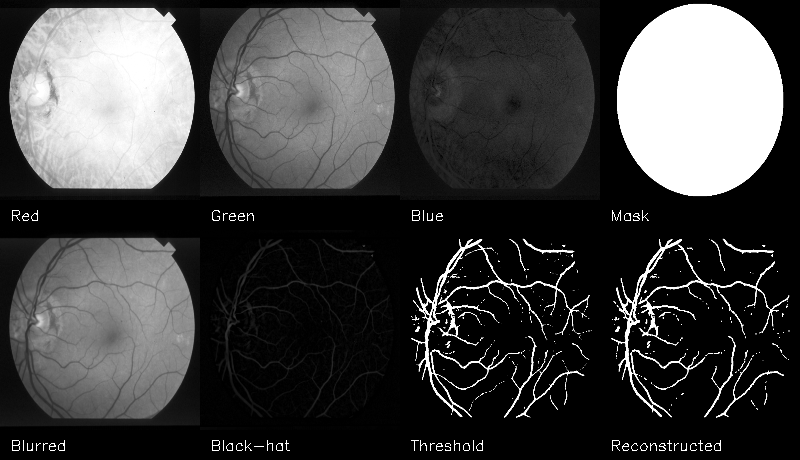 Red
Green
Blue
Mask
Blurred
Black-hat
Threshold
Reconstructed